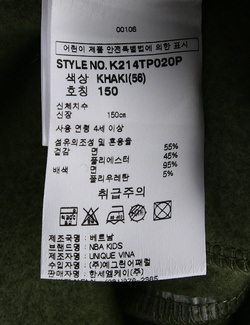 00106
어린이 제품 안전특별법에 의한 표시
STYLE NO. K214TP020P
색상 KHAKI(56)
호칭 150
신체치수
신장 150cm
사용 연령 4세 이상
섬유의조성 및 혼용율
겉감 면 55%
폴리에스터 45%
배색 면 95%
폴리우레탄 5%
취급주의
제조국명 : 베트남
브랜드명 : NBA KIDS
제조자명 : UNIQUE VINA
수입자명 : (주)예그린어패럴
판매자명 : 한세엠케이(주)